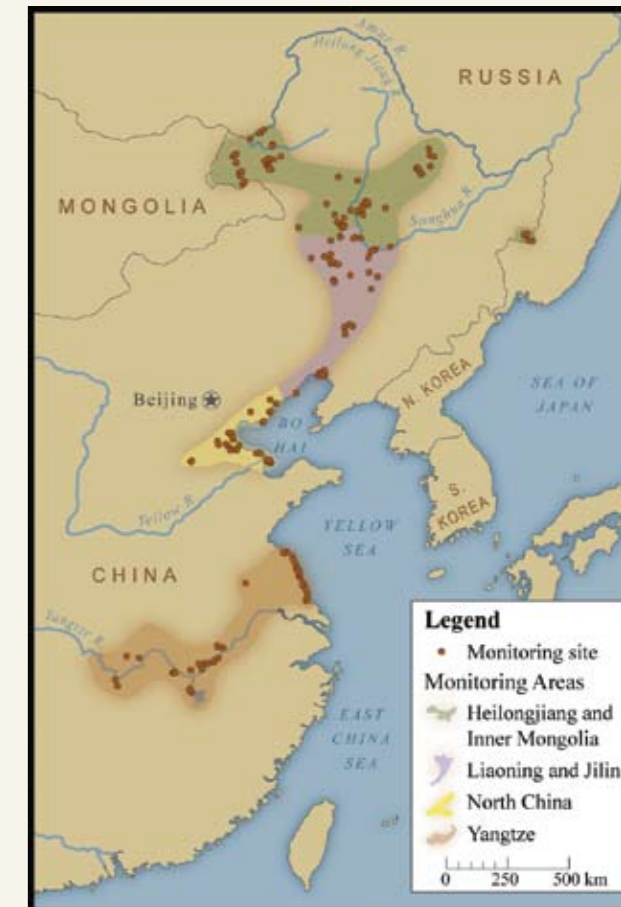 Amur R.
Heilong Jiang R.
RUSSIA
MONGOLIA
Songhua R.
Beijing
N. KOREA
SEA OF
JAPAN
BO
HAI
S.
KOREA
Yellow R.
YELLOW
SEA
CHINA
Yangtze R.
EAST
CHINA
SEA
Legend
Monitoring site
Monitoring Areas
Heilongjiang and
Inner Mongolia
Liaoning and Jilin
North China
Yangtze
0 250 500 km